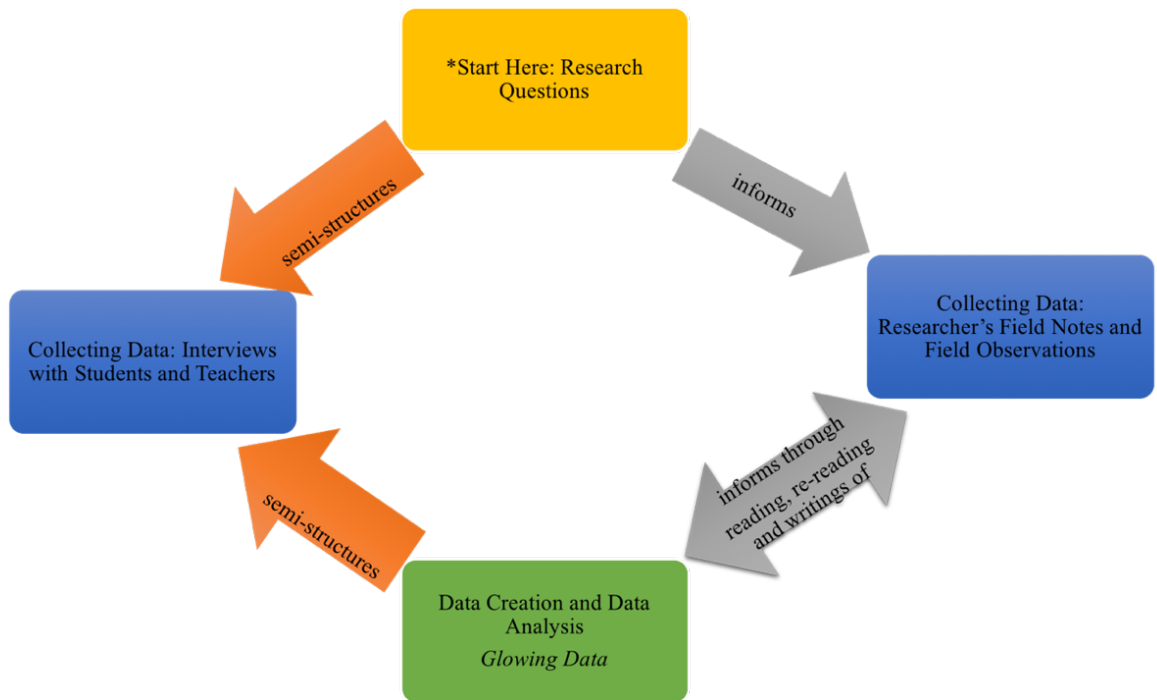 *Start Here: Research
Questions
semi-structures
informs
Collecting Data: Interviews
with Students and Teachers
Collecting Data:
Researcher’s Field Notes and
Field Observations
semi-structures
informs through
reading, re-reading
and writings of
Data Creation and Data
Analysis
Glowing Data